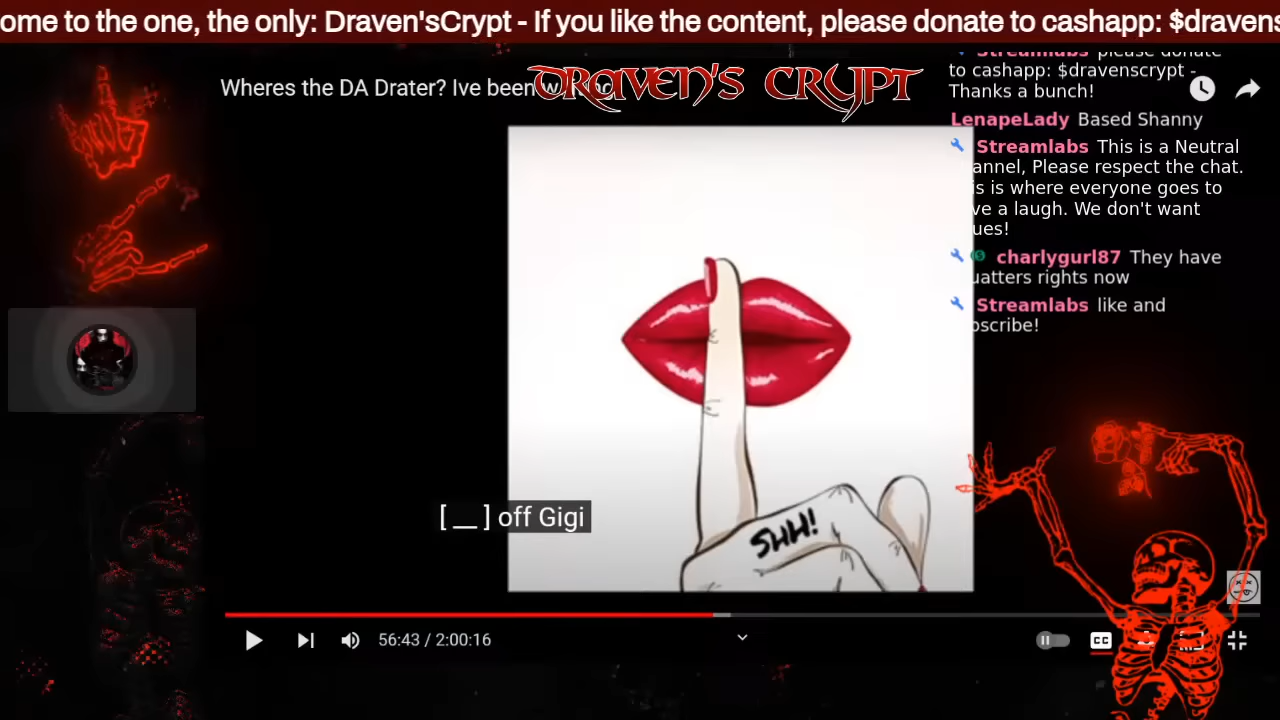 ome to the one, the only: Draven'sCrypt - If you like the content, please donate to cashapp: $dravens
Wheres the DA Drater? Ive been
DRAVEN'S CRYPT
Streamlabs please donate
to cashapp: $dravenscrypt -
Thanks a bunch!
LenapeLady Based Shanny
Streamlabs This is a Neutral
annel, Please respect the chat.
is is where everyone goes to
ve a laugh. We don't want
ues!
charlygurl87 They have
uatters rights now
Streamlabs like and
bscribe!
SHH!
[ __ ] off Gigi
56:43 / 2:00:16
CC